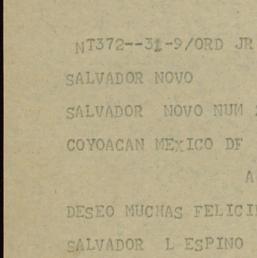 NT372--31-9/ORD JR
SALVADOR NOVO
SALVADOR NOVO NUM
COYOACAN MEXICO DF
A
DESEO MUCHAS FELICI
SALVADOR L ESPINO